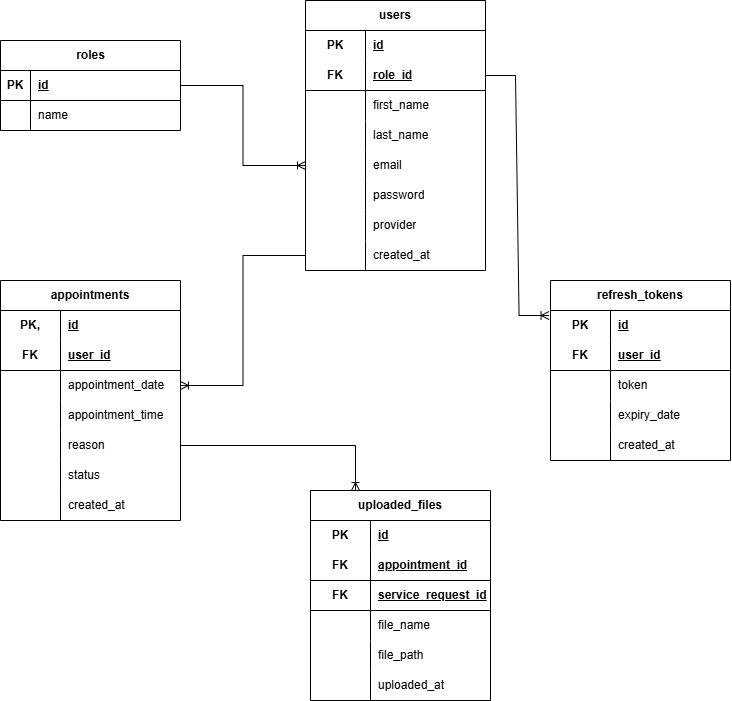 users
PK id
FK role_id
first_name
last_name
email
password
provider
created_at
roles
PK id
name
appointments
PK, id
FK user_id
appointment_date
appointment_time
reason
status
created_at
refresh_tokens
PK id
FK user_id
token
expiry_date
created_at
uploaded_files
PK id
FK appointment_id
FK service_request_id
file_name
file_path
uploaded_at